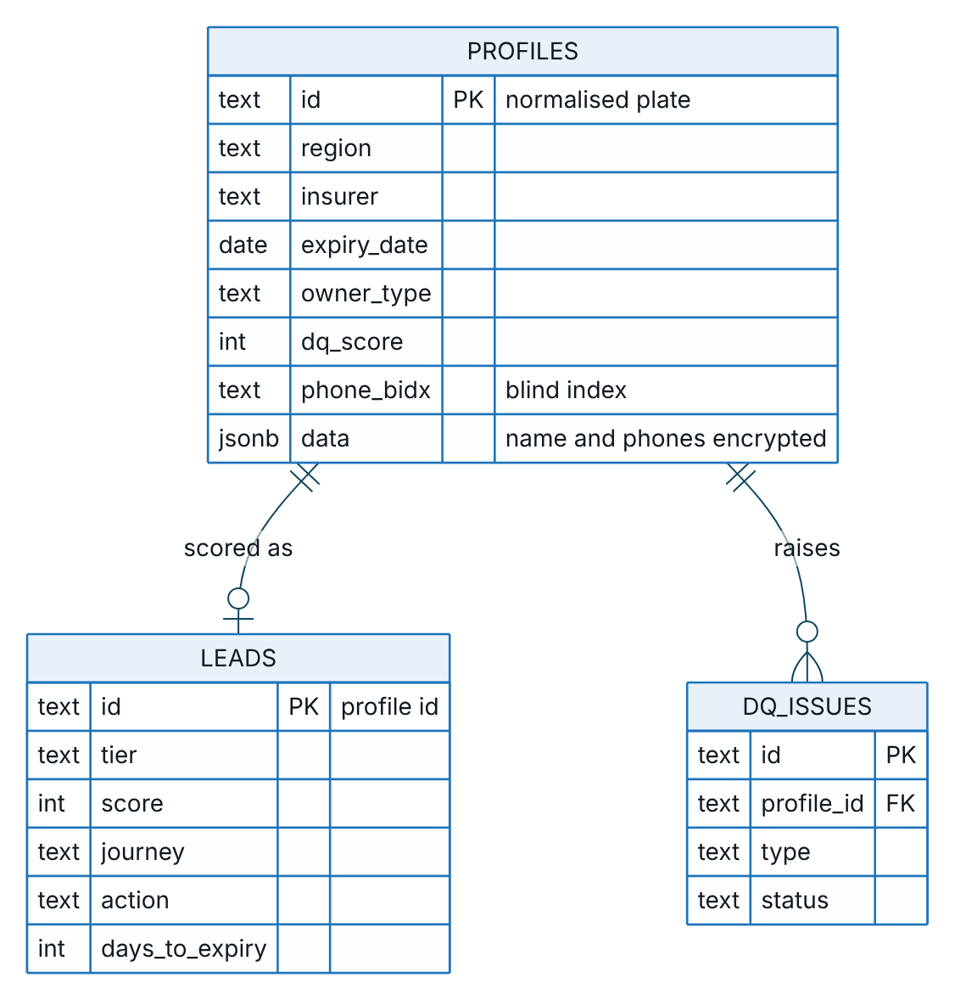 PROFILES
text id PK normalised plate
text region
text insurer
date expiry_date
text owner_type
int dq_score
text phone_bidx blind index
jsonb data name and phones encrypted
scored as
raises
LEADS
text id PK profile id
text tier
int score
text journey
text action
int days_to_expiry
DQ_ISSUES
text id PK
text profile_id FK
text type
text status